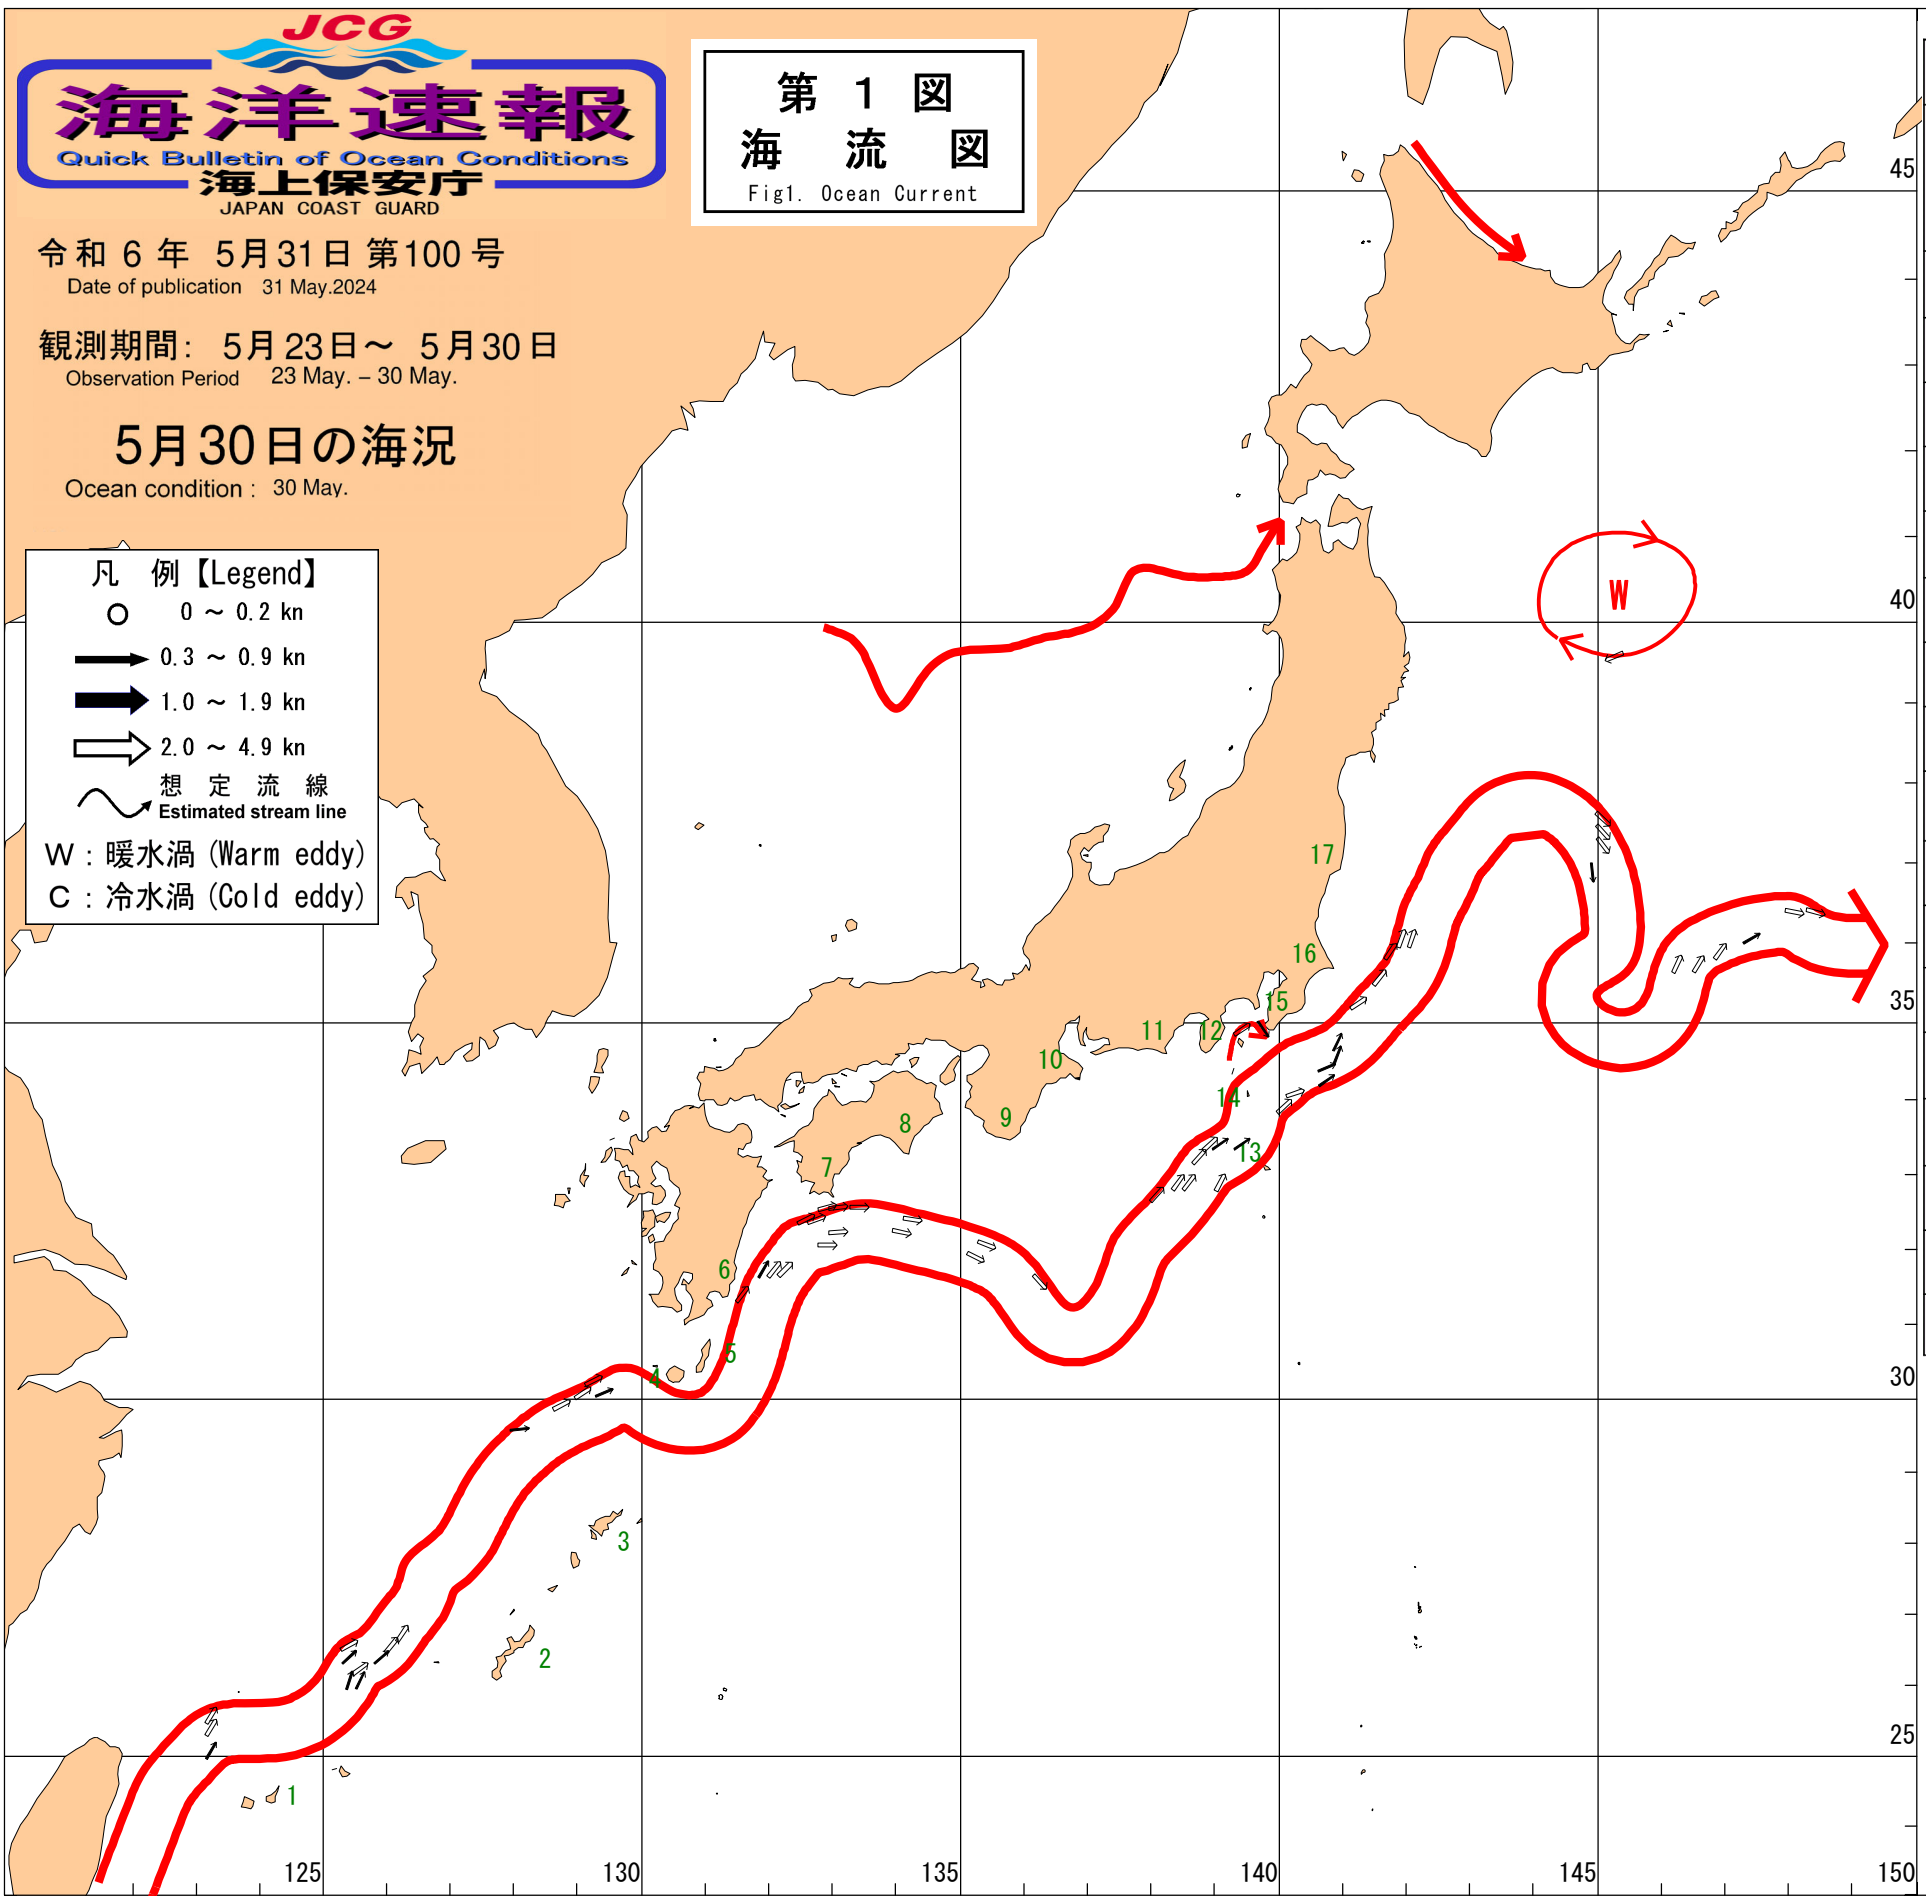 JCG
海洋速報
Quick Bulletin of Ocean Conditions
海上保安庁
JAPAN COAST GUARD
令和 6 年 5月31日 第100号
Date of publication 31 May.2024
観測期間: 5月23日～ 5月30日
Observation Period 23 May. – 30 May.
5月30日の海況
Ocean condition : 30 May.
第 1 図
海 流 図
Fig1. Ocean Current
凡 例【Legend】
0 ～ 0.2 kn
0.3 ～ 0.9 kn
1.0 ～ 1.9 kn
2.0 ～ 4.9 kn
想 定 流 線
Estimated stream line
W : 暖水渦 (Warm eddy)
C : 冷水渦 (Cold eddy)
45
40
W
17
16
35
15
12
11
10
14
9
8
13
7
6
5
4
30
3
2
25
1
125
130
135
140
145
150